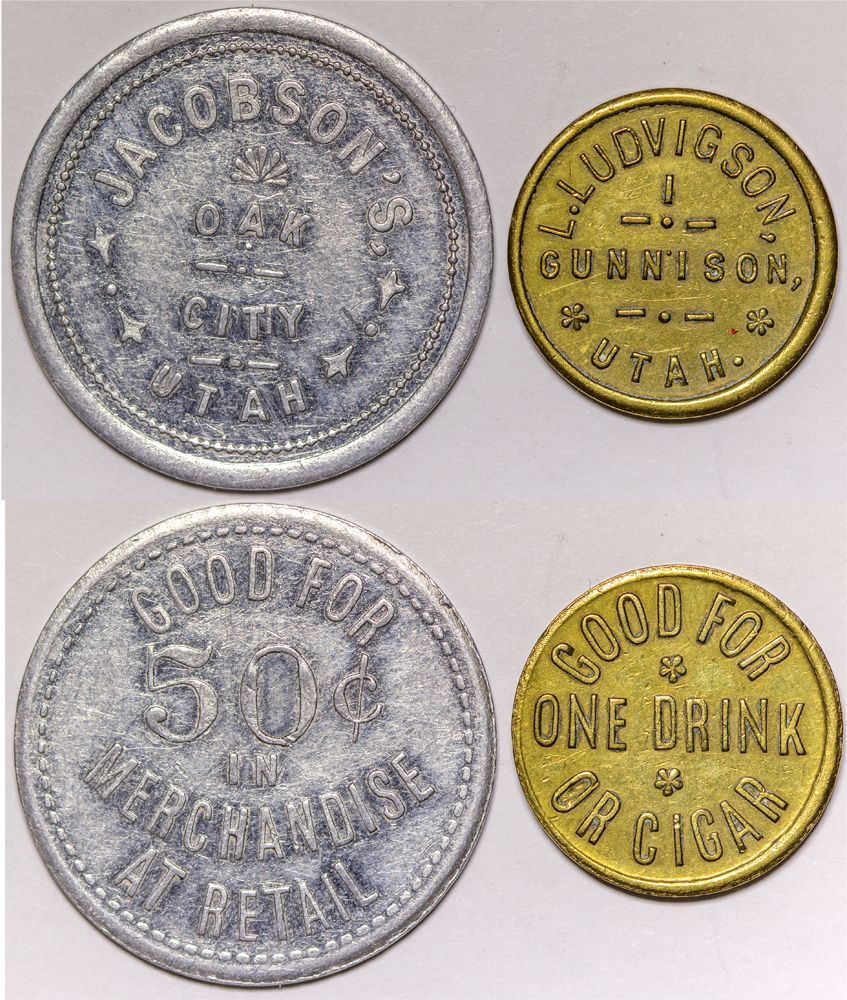 JACOBSON'S,
OAK
CITY
UTAH
L. LUDVIGSON,
1
GUNNISON,
UTAH.
GOOD FOR
50¢
IN
MERCHANDISE
AT RETAIL
GOOD FOR
ONE DRINK
OR CiGAR